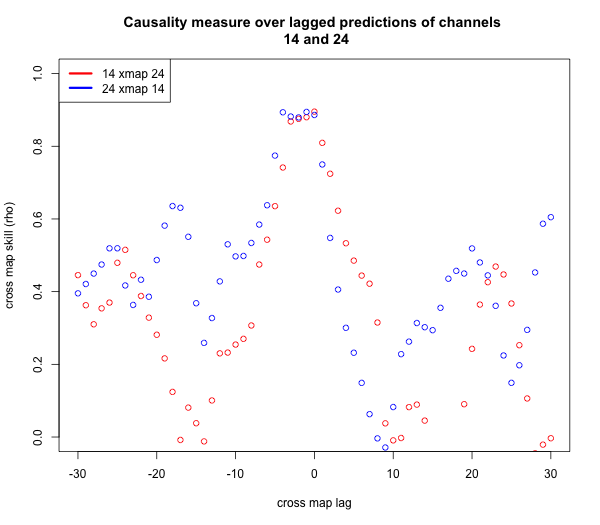 Causality measure over lagged predictions of channels
14 and 24
14 xmap 24
24 xmap 14
1.0
0.8
0.6
0.4
0.2
0.0
cross map skill (rho)
-30 -20 -10 0 10 20 30
cross map lag